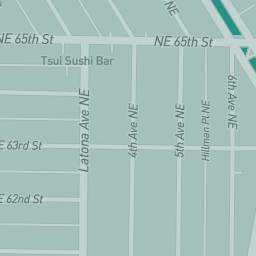 NE
NE 65th St
NE 65th St
Tsui Sushi Bar
Latona Ave NE
4th Ave NE
5th Ave NE
Hillman Pl NE
6th Ave NE
E 63rd St
E 62nd St